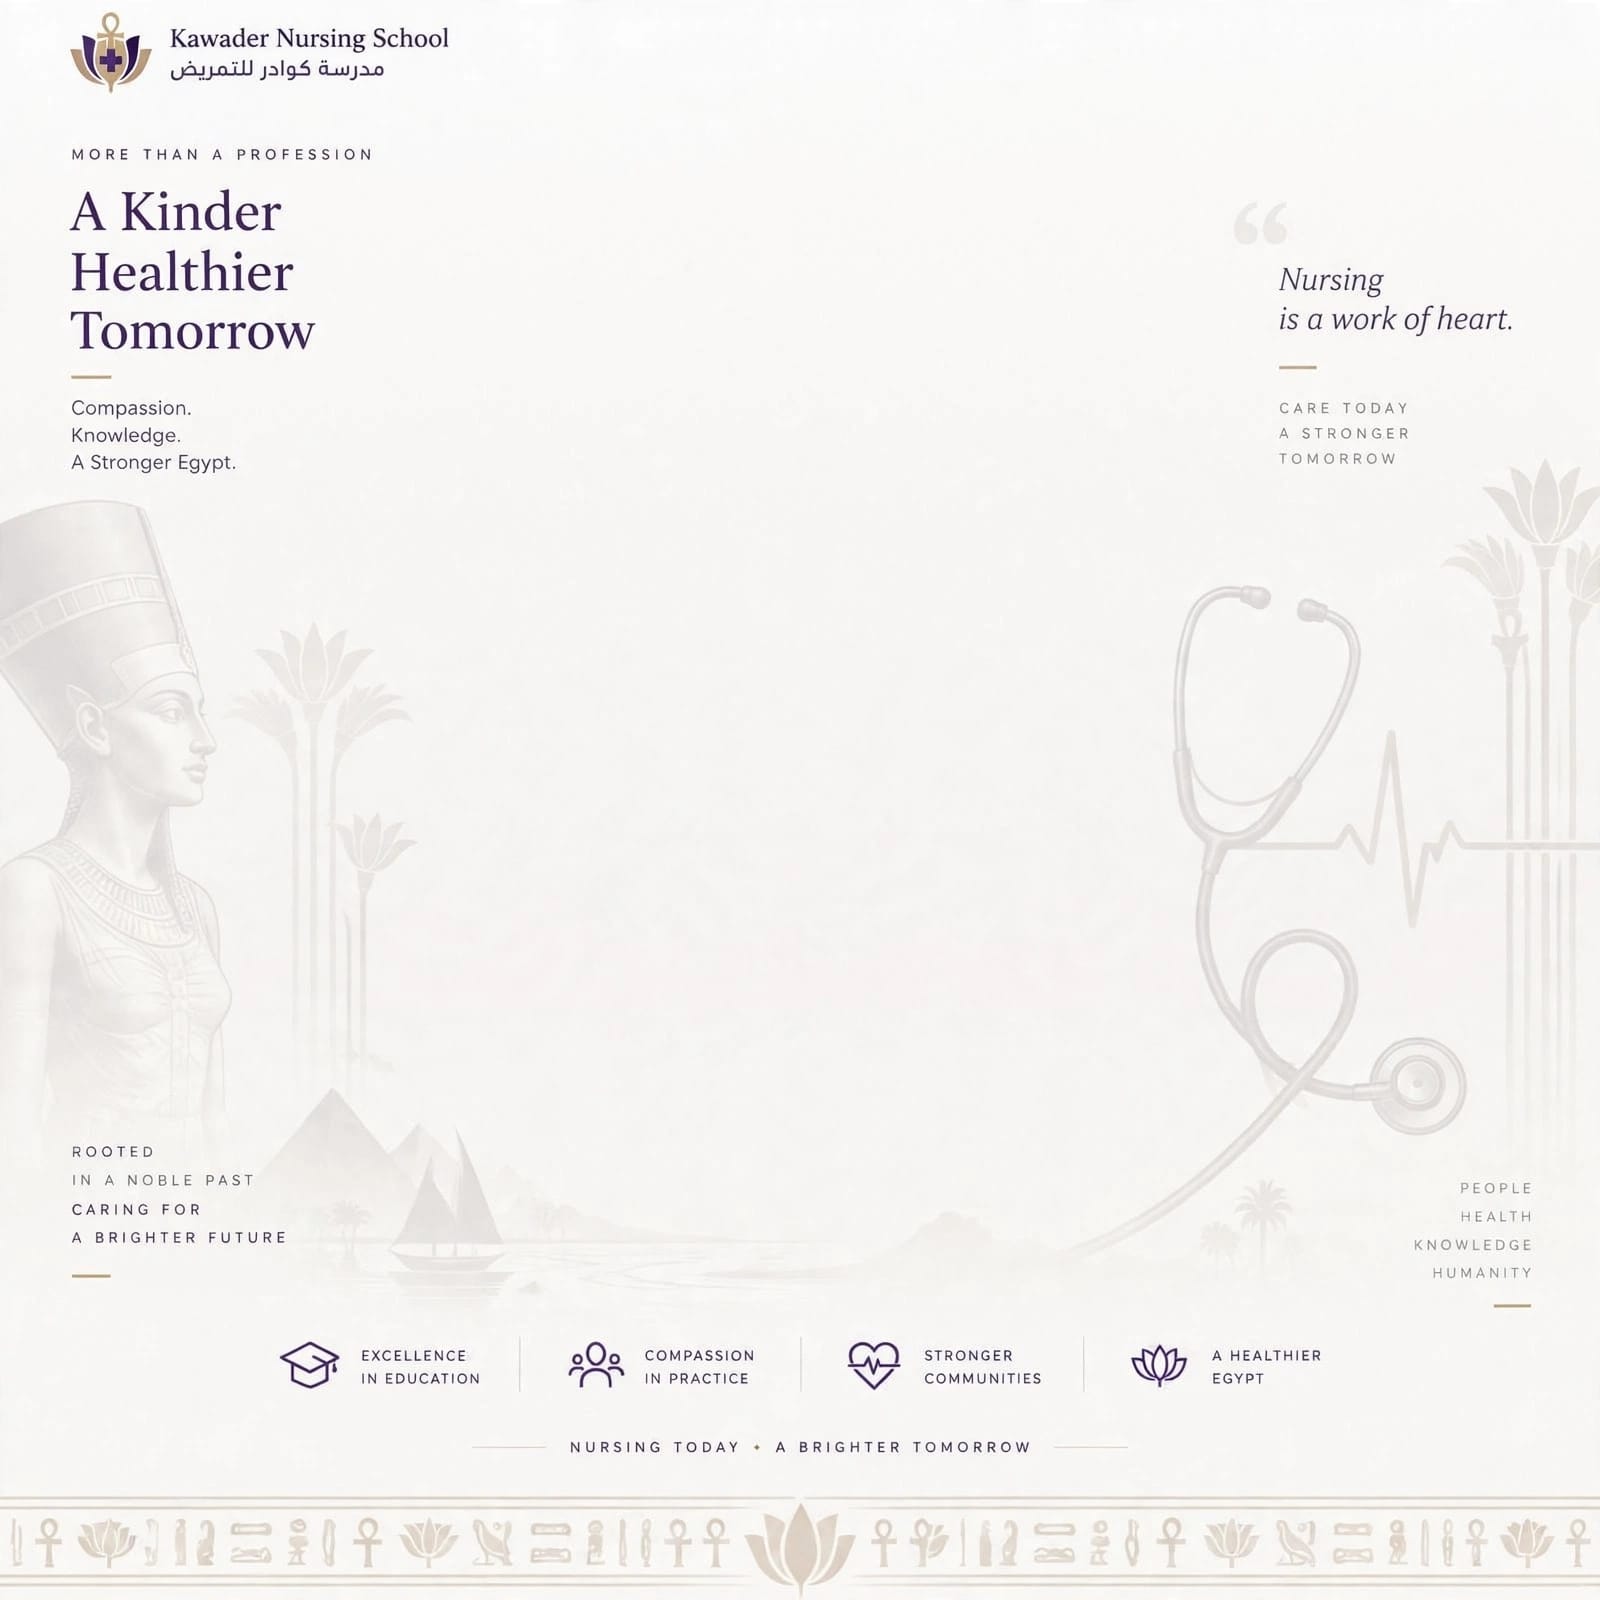 Kawader Nursing School
مدرسة كوادر للتمريض
MORE THAN A PROFESSION
A Kinder
Healthier
Tomorrow
Compassion.
Knowledge.
A Stronger Egypt.
“
Nursing
is a work of heart.
CARE TODAY
A STRONGER
TOMORROW
ROOTED
IN A NOBLE PAST
CARING FOR
A BRIGHTER FUTURE
PEOPLE
HEALTH
KNOWLEDGE
HUMANITY
EXCELLENCE
IN EDUCATION
COMPASSION
IN PRACTICE
STRONGER
COMMUNITIES
A HEALTHIER
EGYPT
NURSING TODAY • A BRIGHTER TOMORROW